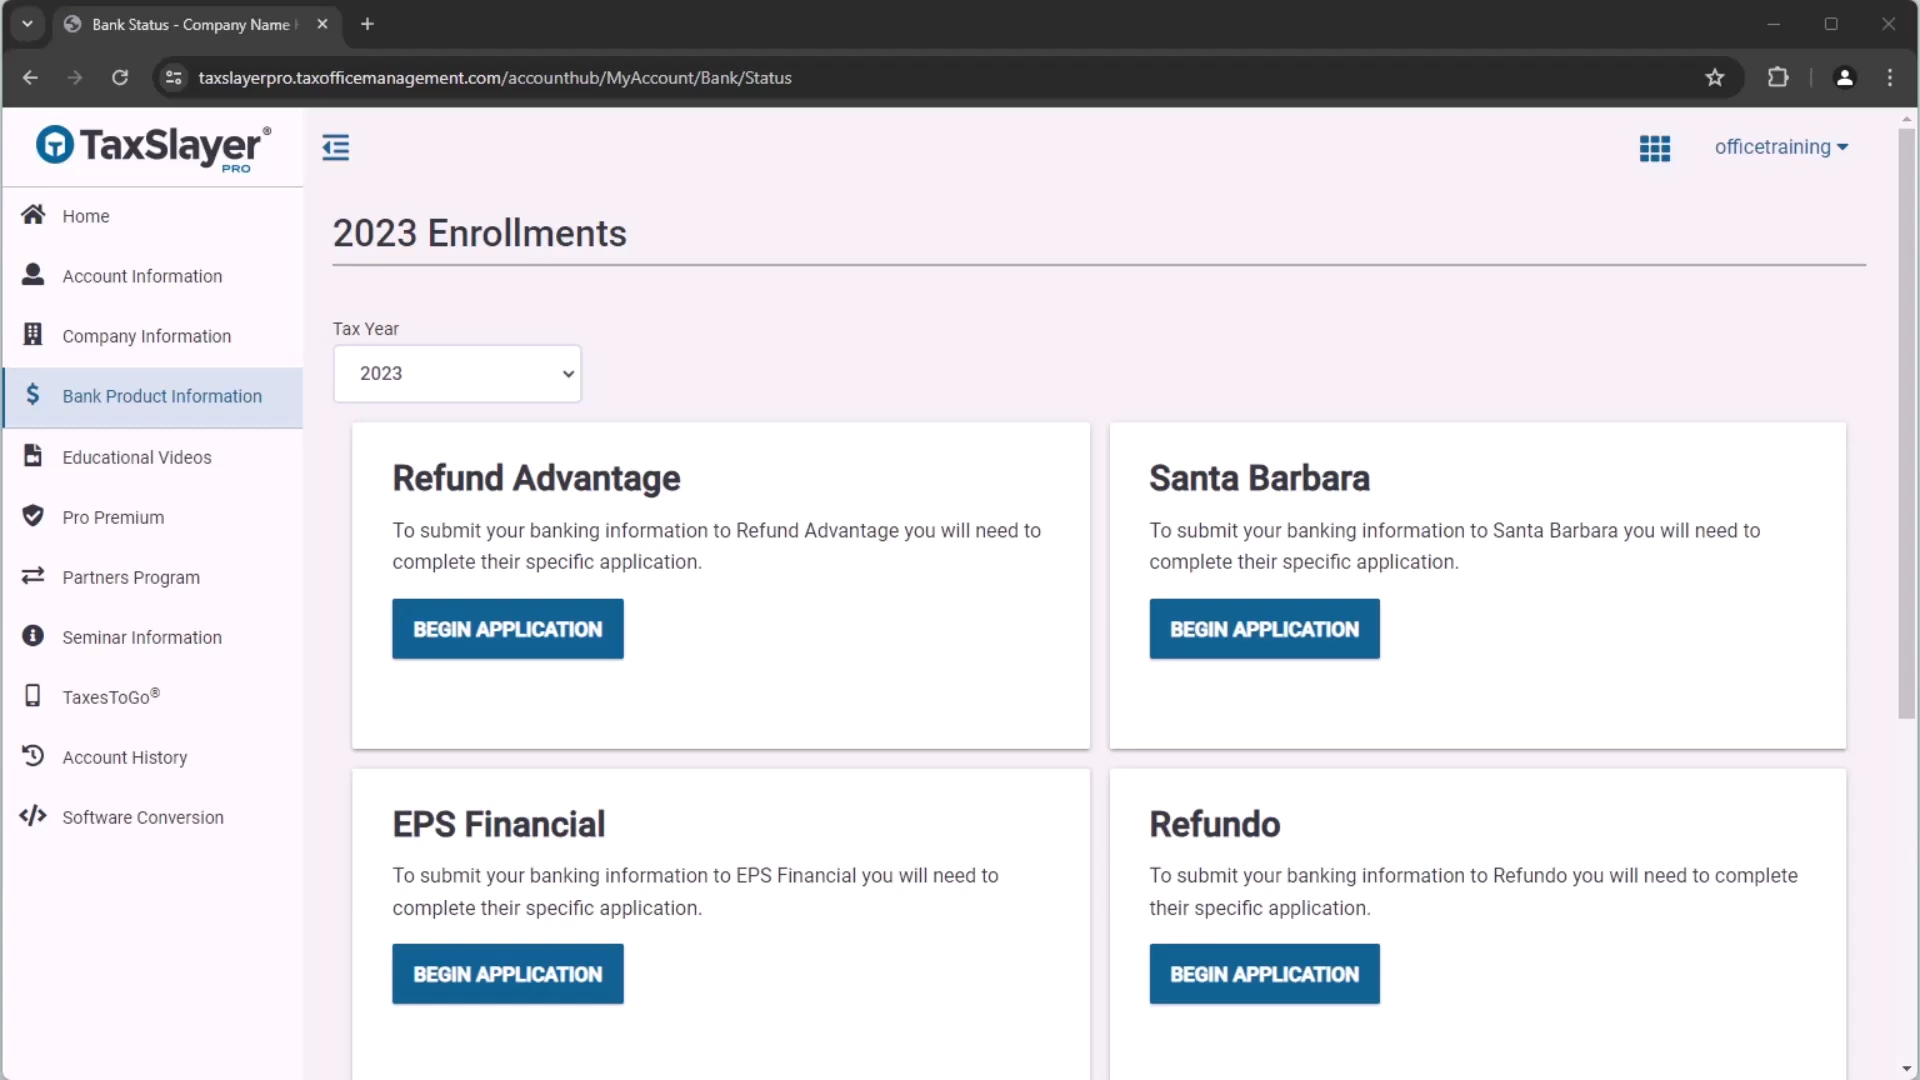 Bank Status - Company Name
taxslayerpro.taxofficemanagement.com/accounthub/MyAccount/Bank/Status
TaxSlayer®
PRO
officetraining
Home
Account Information
Company Information
Bank Product Information
Educational Videos
Pro Premium
Partners Program
Seminar Information
TaxesToGo®
Account History
Software Conversion
2023 Enrollments
Tax Year
2023
Refund Advantage
To submit your banking information to Refund Advantage you will need to
complete their specific application.
BEGIN APPLICATION
Santa Barbara
To submit your banking information to Santa Barbara you will need to
complete their specific application.
BEGIN APPLICATION
EPS Financial
To submit your banking information to EPS Financial you will need to
complete their specific application.
BEGIN APPLICATION
Refundo
To submit your banking information to Refundo you will need to complete
their specific application.
BEGIN APPLICATION